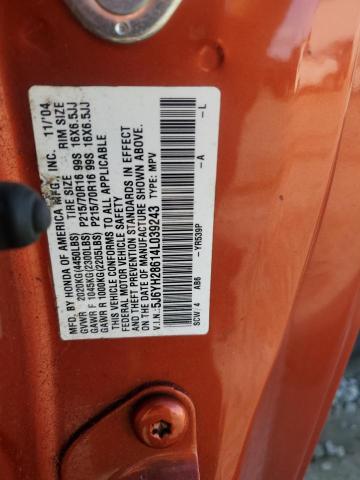 MFD. BY HONDA OF AMERICA MFG., INC. 11/'04
TIRE SIZE RIM SIZE
GVWR 2020KG(4450LBS)
GAWR F 1045KG(2300LBS) P215/70R16 99S 16X6.5JJ
GAWR R 1000KG(2205LBS) P215/70R16 99S 16X6.5JJ
THIS VEHICLE CONFORMS TO ALL APPLICABLE
FEDERAL MOTOR VEHICLE SAFETY
AND THEFT PREVENTION STANDARDS IN EFFECT
ON THE DATE OF MANUFACTURE SHOWN ABOVE.
5J6YH28614L039243 TYPE: MPV
YR539P -A -L
SCW/4 AB6